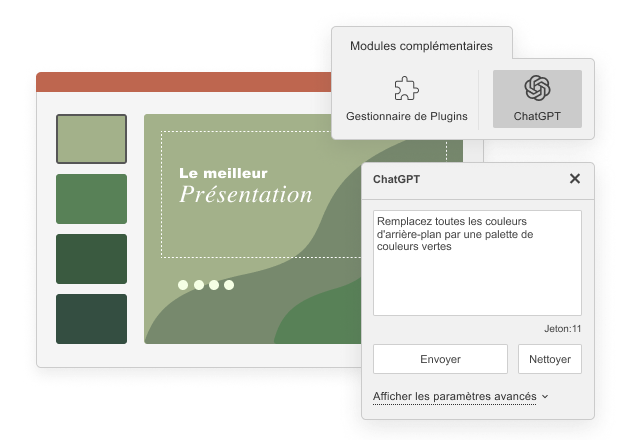 Modules complémentaires
Gestionnaire de Plugins
ChatGPT
Le meilleur
Présentation
ChatGPT
Remplacez toutes les couleurs
d'arrière-plan par une palette de
couleurs vertes
Jeton:11
Envoyer
Nettoyer
Afficher les paramètres avancés